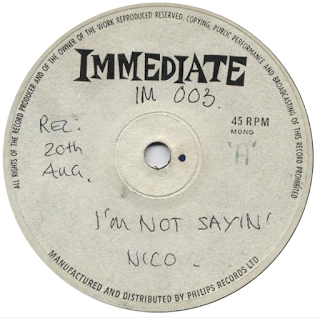 ALL RIGHTS OF THE RECORD PRODUCER AND OF THE OWNER OF THE WORK REPRODUCED RESERVED. COPYING, PUBLIC PERFORMANCE AND BROADCASTING OF THIS RECORD PROHIBITED
IMMEDIATE
IM 003.
REL.
20th
AUG.
45 RPM
MONO
'A'
I'M NOT SAYIN'
NICO -
MANUFACTURED AND DISTRIBUTED BY PHILIPS RECORDS LTD